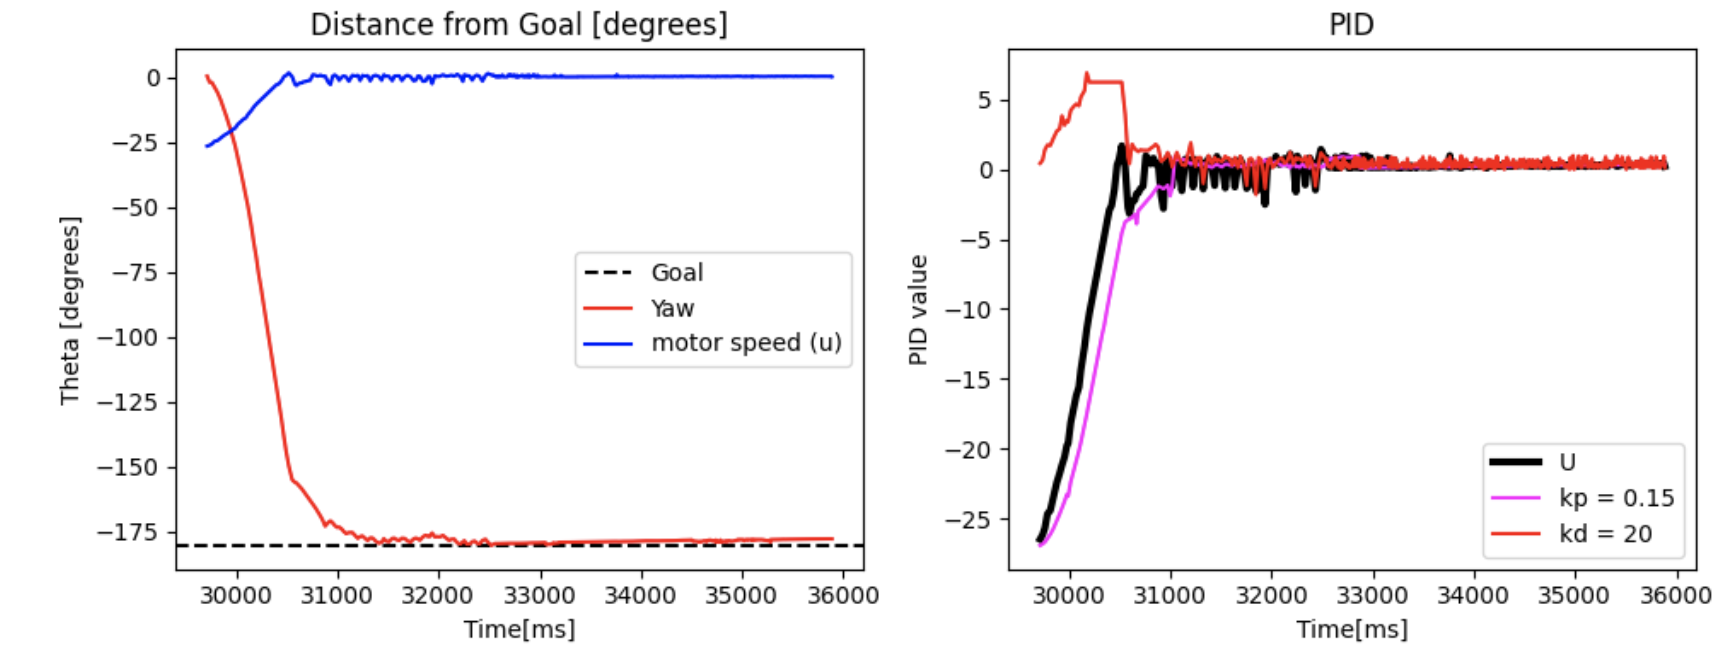 Distance from Goal [degrees]
Theta [degrees]
0
−25
−50
−75
−100
−125
−150
−175
Goal
Yaw
motor speed (u)
30000 31000 32000 33000 34000 35000 36000
Time[ms]
PID
PID value
5
0
−5
−10
−15
−20
−25
U
kp = 0.15
kd = 20
30000 31000 32000 33000 34000 35000 36000
Time[ms]